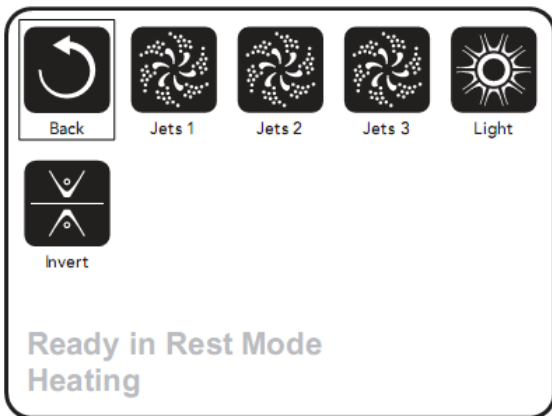 Back
Jets 1
Jets 2
Jets 3
Light
Invert
Ready in Rest Mode
Heating